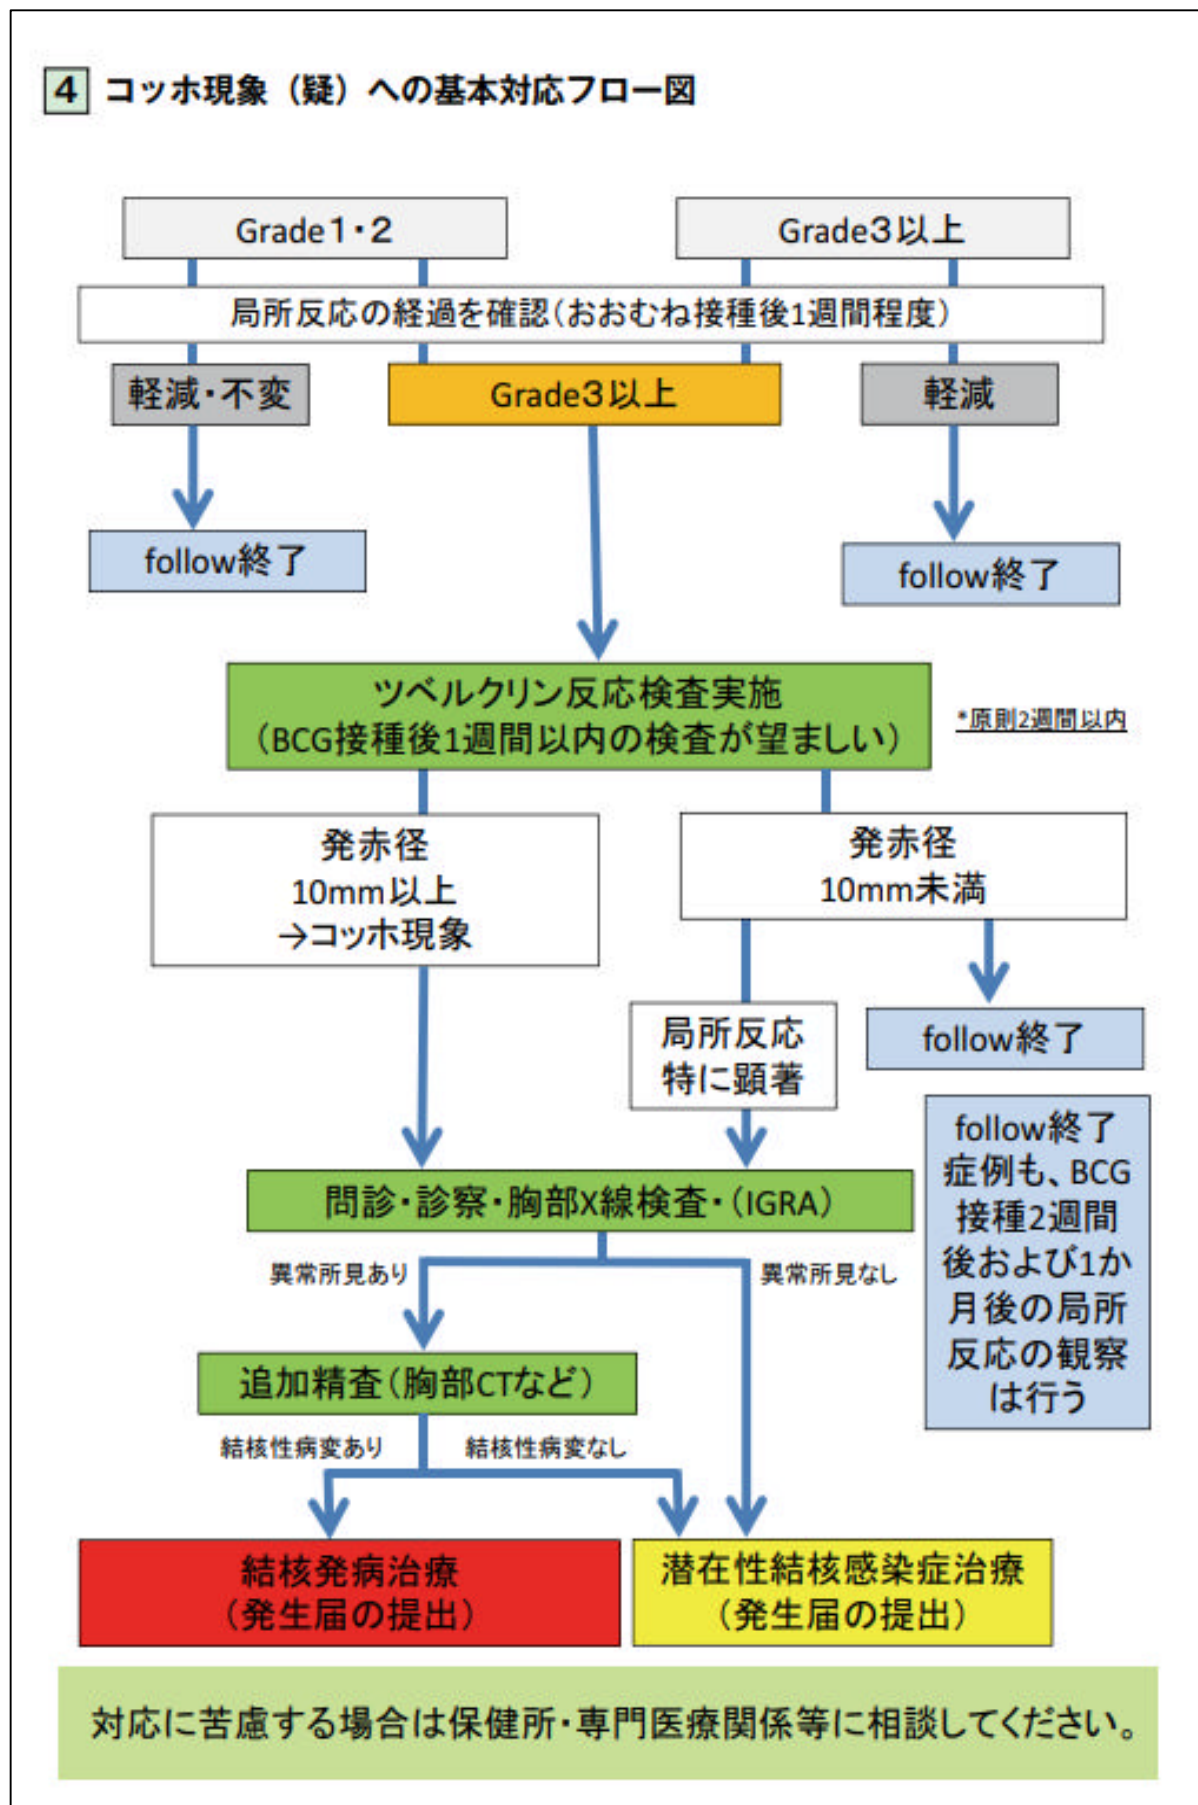 4 コッホ現象（疑）への基本対応フロー図
Grade１・２
Grade３以上
局所反応の経過を確認（おおむね接種後1週間程度）
軽減・不変
Grade３以上
軽減
follow終了
follow終了
ツベルクリン反応検査実施
（BCG接種後1週間以内の検査が望ましい）
*原則2週間以内
発赤径
10mm以上
→コッホ現象
発赤径
10mm未満
局所反応
特に顕著
follow終了
follow終了
症例も、BCG
接種2週間
後および1か
月後の局所
反応の観察
は行う
問診・診察・胸部X線検査・（IGRA）
異常所見あり
異常所見なし
追加精査（胸部CTなど）
結核性病変あり
結核性病変なし
結核発病治療
（発生届の提出）
潜在性結核感染症治療
（発生届の提出）
対応に苦慮する場合は保健所・専門医療関係等に相談してください。